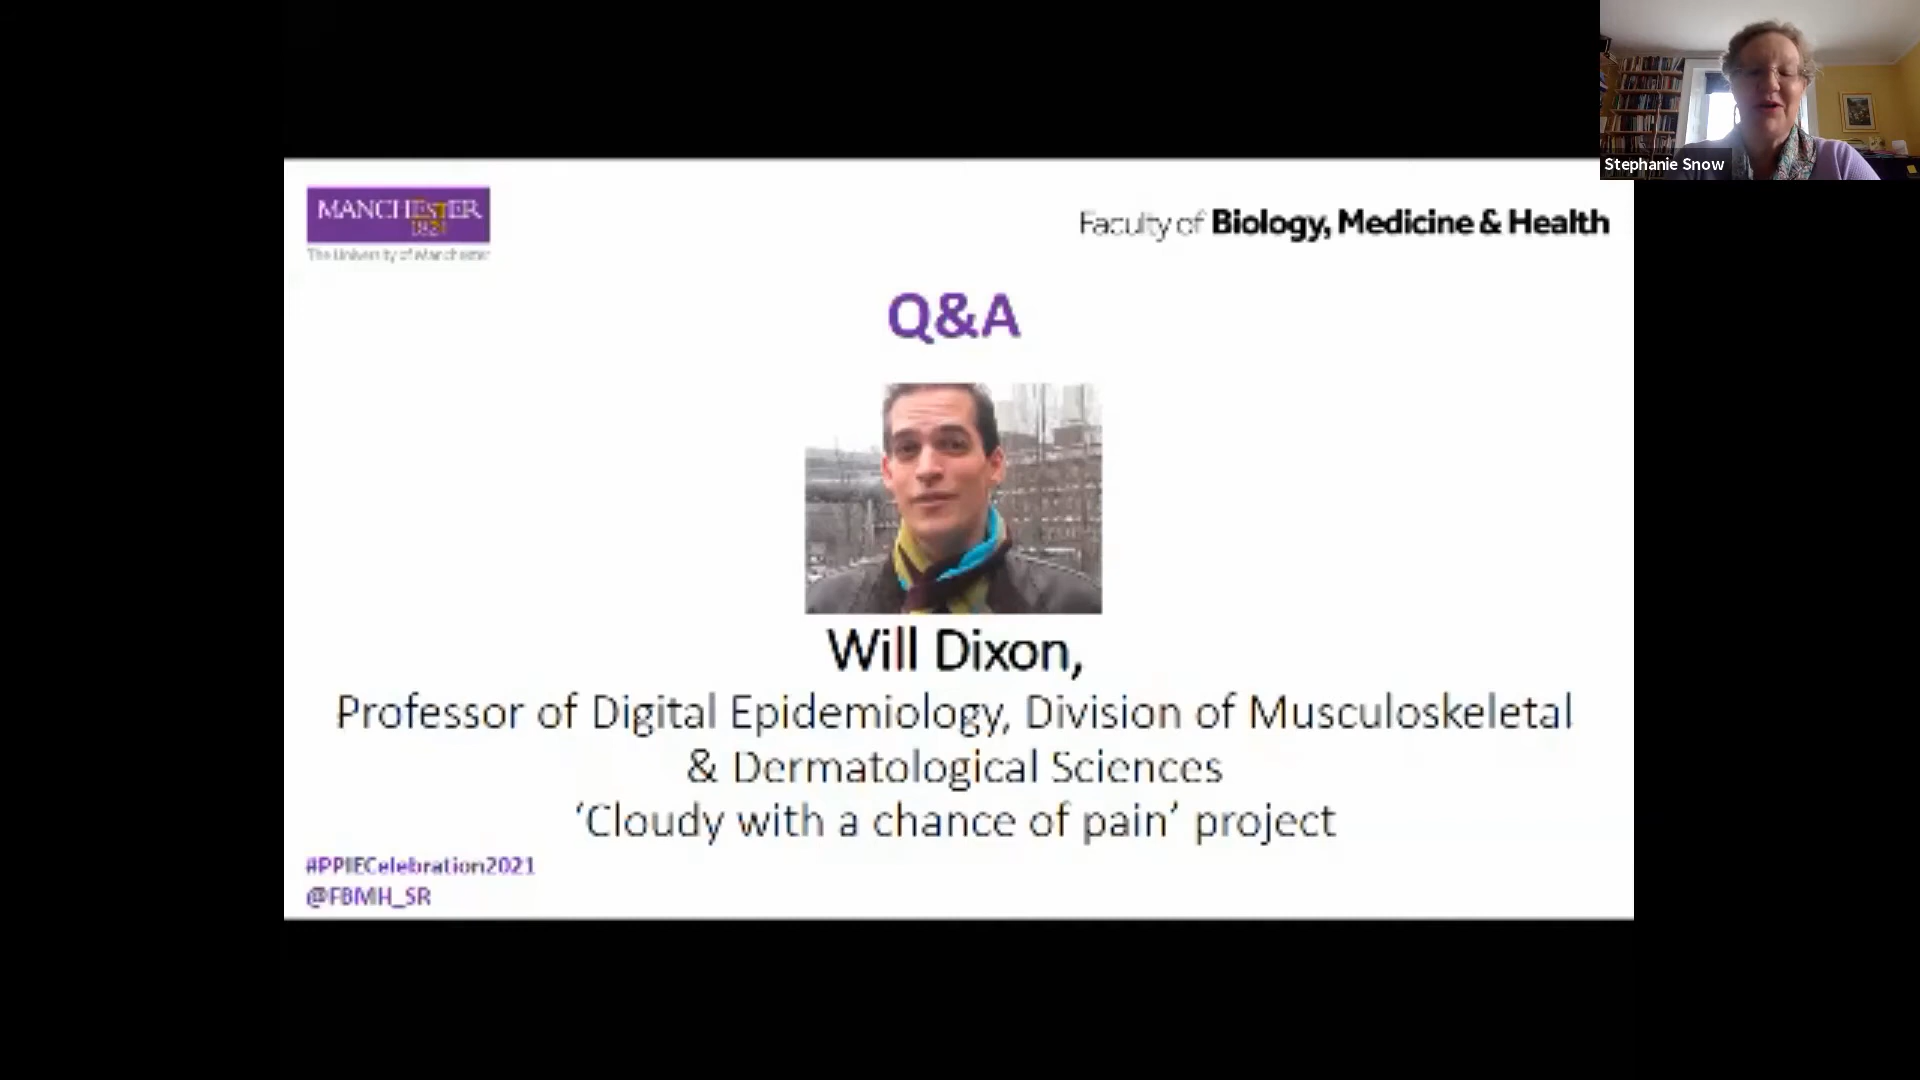 MANCHESTER
1824
The University of Manchester
Faculty of Biology, Medicine & Health
Stephanie Snow
Q&A
Will Dixon,
Professor of Digital Epidemiology, Division of Musculoskeletal
& Dermatological Sciences
‘Cloudy with a chance of pain’ project
#PPIECelebration2021
@FBMH_SR